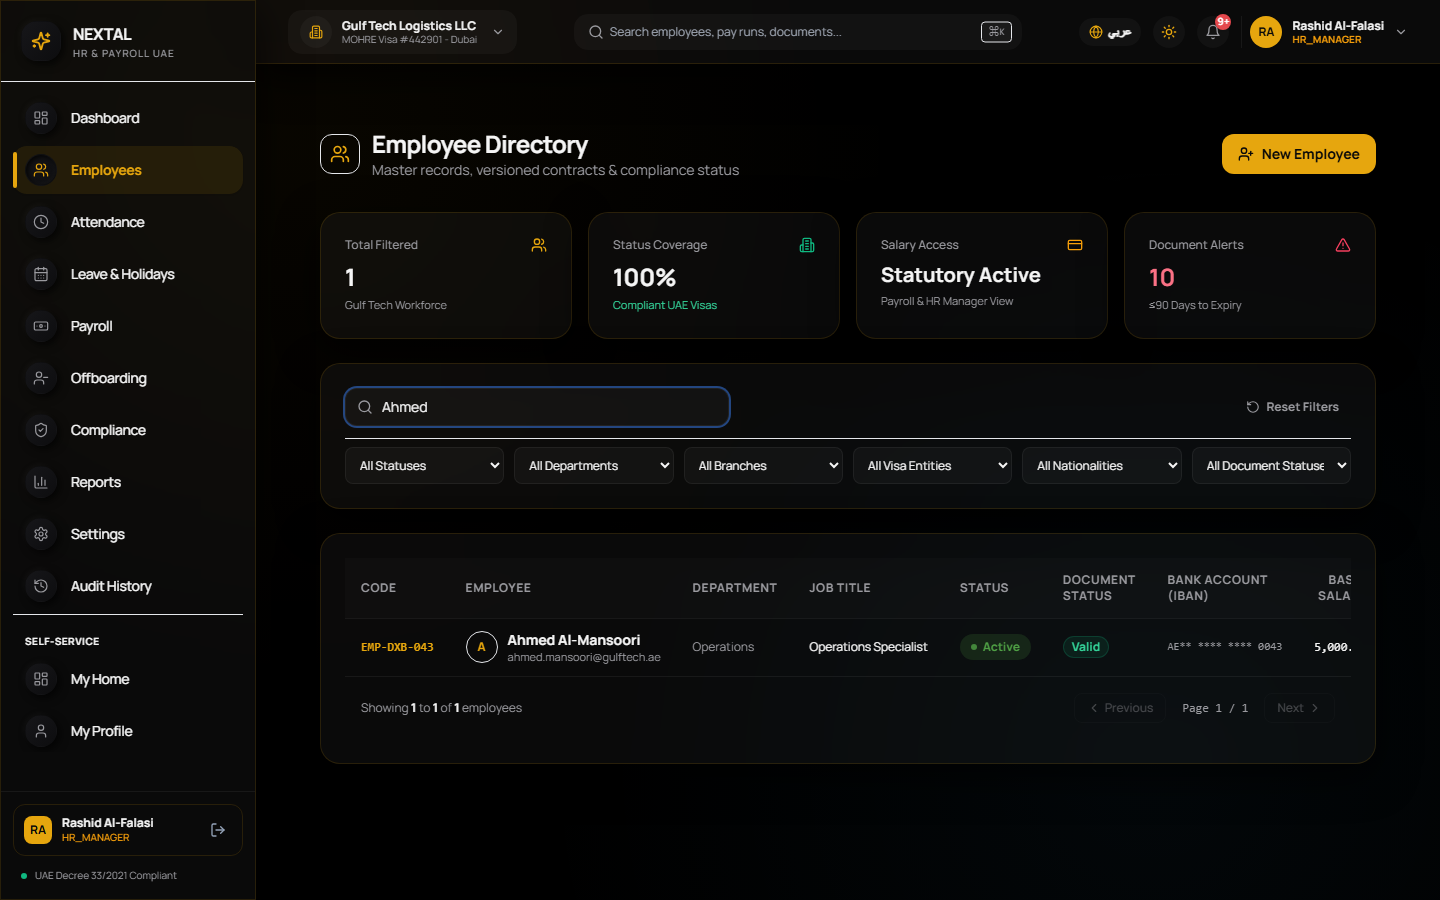 NEXTAL
HR & PAYROLL UAE
Gulf Tech Logistics LLC
MOHRE Visa #442901 - Dubai
Search employees, pay runs, documents...
⌘K
عربي
9+
RA
Rashid Al-Falasi
HR_MANAGER
Dashboard
Employees
Attendance
Leave & Holidays
Payroll
Offboarding
Compliance
Reports
Settings
Audit History
SELF-SERVICE
My Home
My Profile
RA
Rashid Al-Falasi
HR_MANAGER
UAE Decree 33/2021 Compliant
Employee Directory
Master records, versioned contracts & compliance status
New Employee
Total Filtered
1
Gulf Tech Workforce
Status Coverage
100%
Compliant UAE Visas
Salary Access
Statutory Active
Payroll & HR Manager View
Document Alerts
10
≤90 Days to Expiry
Ahmed
Reset Filters
All Statuses
All Departments
All Branches
All Visa Entities
All Nationalities
All Document Statuse
CODE
EMPLOYEE
DEPARTMENT
JOB TITLE
STATUS
DOCUMENT
STATUS
BANK ACCOUNT
(IBAN)
BAS
SALA
EMP-DXB-043
A
Ahmed Al-Mansoori
ahmed.mansoori@gulftech.ae
Operations
Operations Specialist
Active
Valid
AE** **** **** 0043
5,000.
Showing 1 to 1 of 1 employees
Previous
Page 1 / 1
Next